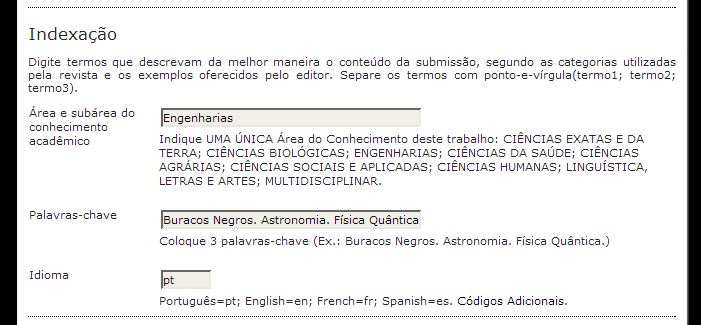 Indexação
Digite termos que descrevam da melhor maneira o conteúdo da submissão, segundo as categorias utilizadas
pela revista e os exemplos oferecidos pelo editor. Separe os termos com ponto-e-vírgula(termo1; termo2;
termo3).
Área e subárea do
conhecimento
acadêmico
Engenharias
Indique UMA ÚNICA Área do Conhecimento deste trabalho: CIÊNCIAS EXATAS E DA
TERRA; CIÊNCIAS BIOLÓGICAS; ENGENHARIAS; CIÊNCIAS DA SAÚDE; CIÊNCIAS
AGRÁRIAS; CIÊNCIAS SOCIAIS E APLICADAS; CIÊNCIAS HUMANAS; LINGUÍSTICA,
LETRAS E ARTES; MULTIDISCIPLINAR.
Palavras-chave
Buracos Negros. Astronomia. Física Quântica
Coloque 3 palavras-chave (Ex.: Buracos Negros. Astronomia. Física Quântica.)
Idioma
pt
Português=pt; English=en; French=fr; Spanish=es. Códigos Adicionais.